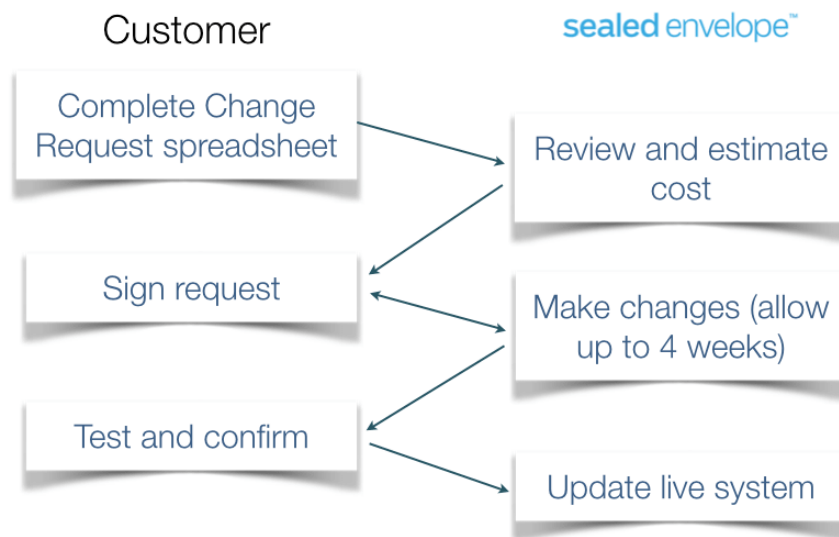 Customer
sealed envelope™
Complete Change
Request spreadsheet
Review and estimate
cost
Sign request
Make changes (allow
up to 4 weeks)
Test and confirm
Update live system